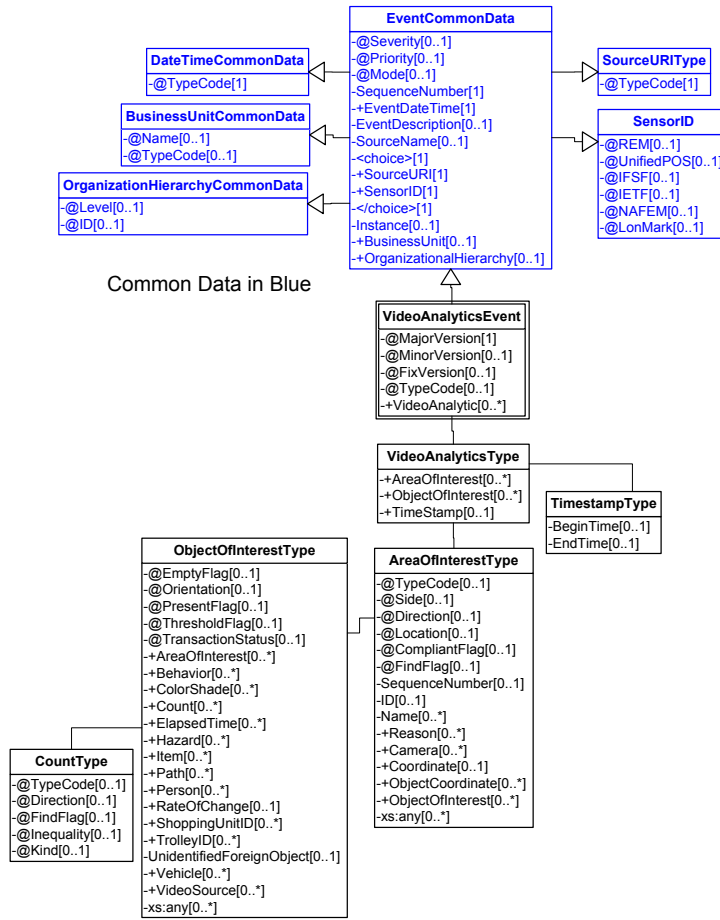 EventCommonData
-@Severity[0..1]
-@Priority[0..1]
-@Mode[0..1]
-SequenceNumber[1]
-+EventDateTime[1]
-EventDescription[0..1]
-SourceName[0..1]
-<choice>[1]
-+SourceURI[1]
-+SensorID[1]
-</choice>[1]
-Instance[0..1]
-+BusinessUnit[0..1]
-+OrganizationalHierarchy[0..1]
DateTimeCommonData
-@TypeCode[1]
BusinessUnitCommonData
-@Name[0..1]
-@TypeCode[0..1]
OrganizationHierarchyCommonData
-@Level[0..1]
-@ID[0..1]
SourceURIType
-@TypeCode[1]
SensorID
-@REM[0..1]
-@UnifiedPOS[0..1]
-@IFSF[0..1]
-@IETF[0..1]
-@NAFEM[0..1]
-@LonMark[0..1]
Common Data in Blue
VideoAnalyticsEvent
-@MajorVersion[1]
-@MinorVersion[0..1]
-@FixVersion[0..1]
-@TypeCode[0..1]
-+VideoAnalytic[0..*]
VideoAnalyticsType
-+AreaOfInterest[0..*]
-+ObjectOfInterest[0..*]
-+TimeStamp[0..1]
TimestampType
-BeginTime[0..1]
-EndTime[0..1]
ObjectOfInterestType
-@EmptyFlag[0..1]
-@Orientation[0..1]
-@PresentFlag[0..1]
-@ThresholdFlag[0..1]
-@TransactionStatus[0..1]
-+AreaOfInterest[0..*]
-+Behavior[0..*]
-+ColorShade[0..*]
-+Count[0..*]
-+ElapsedTime[0..*]
-+Hazard[0..*]
-+Item[0..*]
-+Path[0..*]
-+Person[0..*]
-+RateOfChange[0..1]
-+ShoppingUnitID[0..*]
-+TrolleyID[0..*]
-UnidentifiedForeignObject[0..1]
-+Vehicle[0..*]
-+VideoSource[0..*]
-xs:any[0..*]
AreaOfInterestType
-@TypeCode[0..1]
-@Side[0..1]
-@Direction[0..1]
-@Location[0..1]
-@CompliantFlag[0..1]
-@FindFlag[0..1]
-SequenceNumber[0..1]
-ID[0..1]
-Name[0..*]
-+Reason[0..*]
-+Camera[0..*]
-+Coordinate[0..1]
-+ObjectCoordinate[0..*]
-+ObjectOfInterest[0..*]
-xs:any[0..*]
CountType
-@TypeCode[0..1]
-@Direction[0..1]
-@FindFlag[0..1]
-@Inequality[0..1]
-@Kind[0..1]